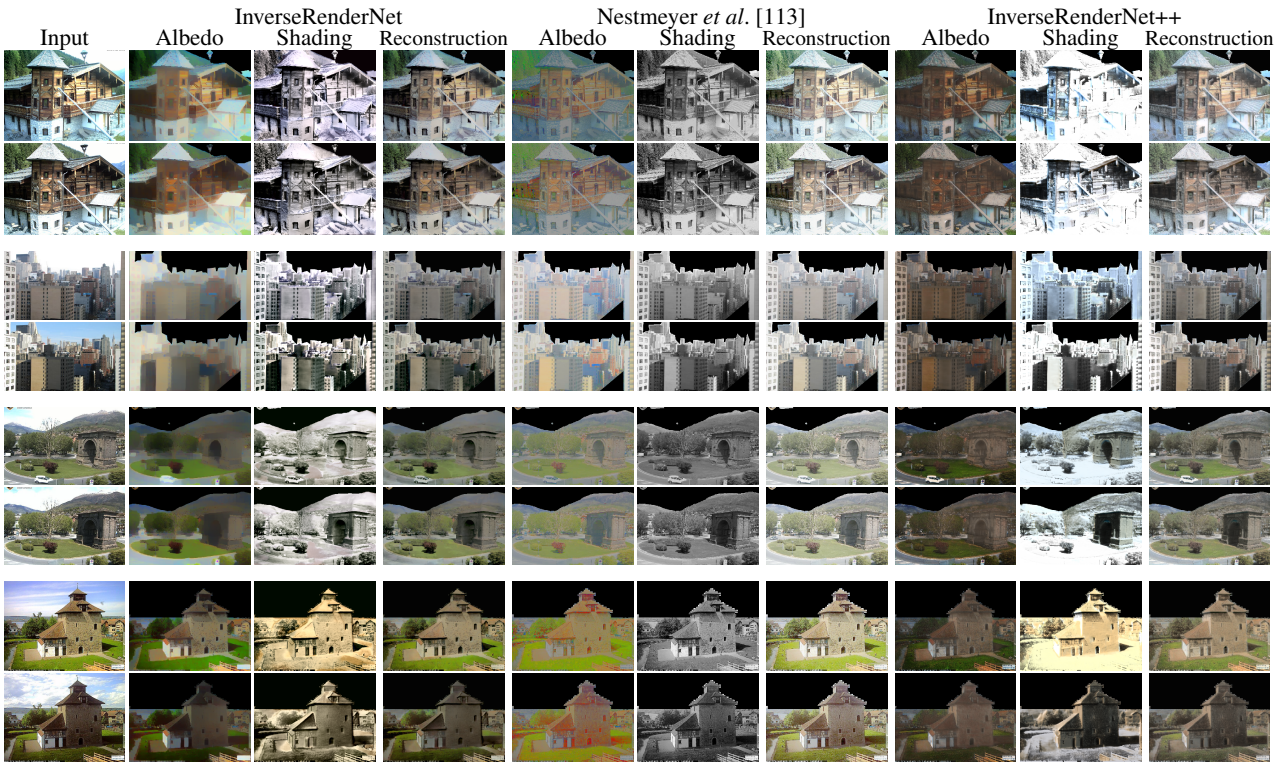 InverseRenderNet Nestmeyer et al. [113] InverseRenderNet++
Input Albedo Shading Reconstruction Albedo Shading Reconstruction Albedo Shading Reconstruction